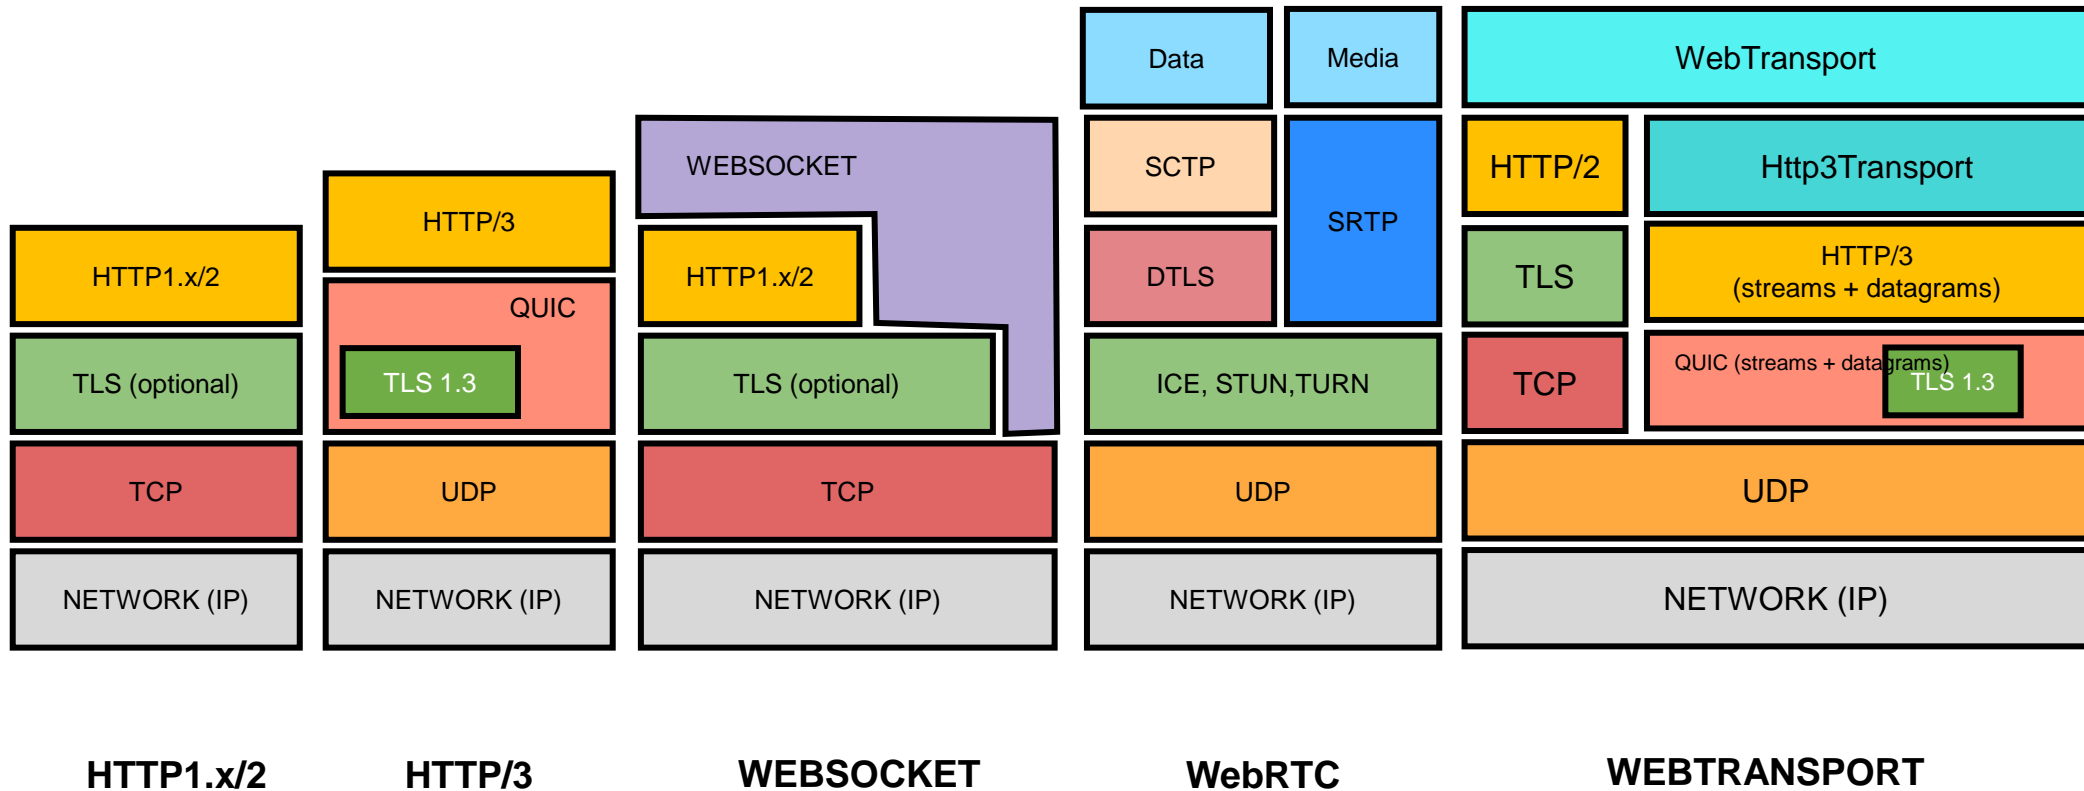 HTTP1.x/2
TLS (optional)
TCP
NETWORK (IP)
HTTP1.x/2
HTTP/3
QUIC
TLS 1.3
UDP
NETWORK (IP)
HTTP/3
WEBSOCKET
HTTP1.x/2
TLS (optional)
TCP
NETWORK (IP)
WEBSOCKET
Data
Media
SCTP
SRTP
DTLS
ICE, STUN,TURN
UDP
NETWORK (IP)
WebRTC
WebTransport
HTTP/2
Http3Transport
TLS
HTTP/3
(streams + datagrams)
TCP
QUIC (streams + datagrams)
TLS 1.3
UDP
NETWORK (IP)
WEBTRANSPORT